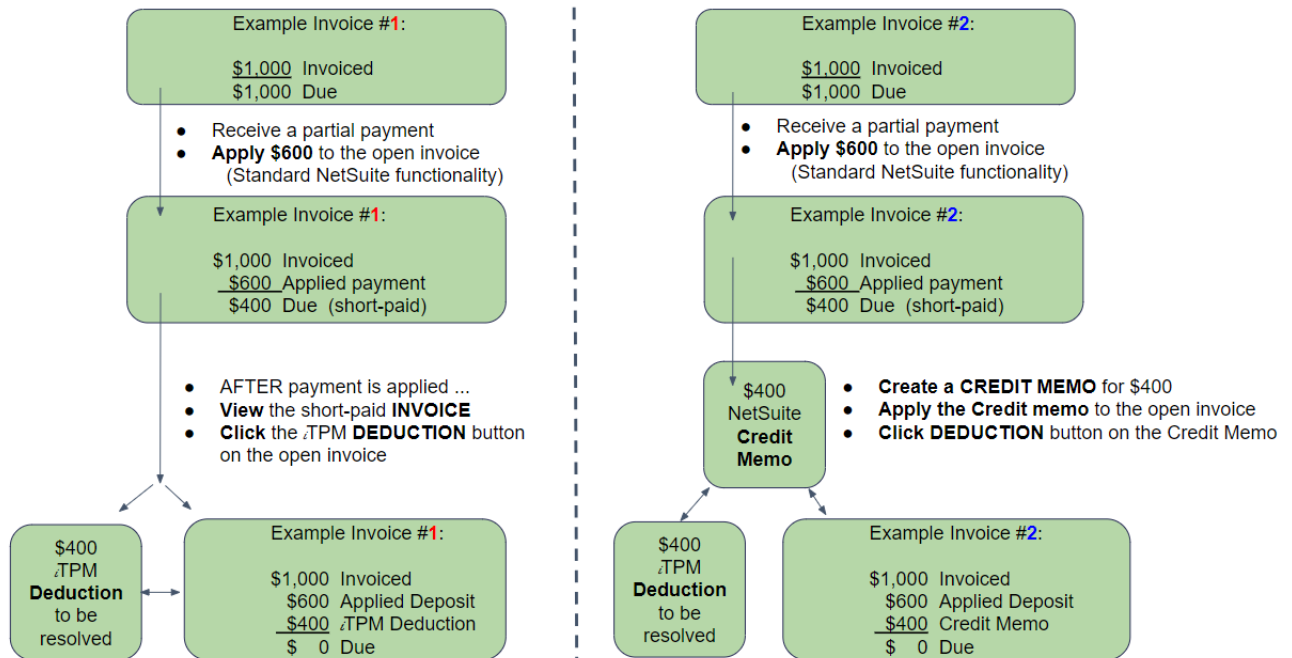 Example Invoice #1:
$1,000 Invoiced
$1,000 Due
● Receive a partial payment
● Apply $600 to the open invoice
(Standard NetSuite functionality)
Example Invoice #1:
$1,000 Invoiced
$600 Applied payment
$400 Due (short-paid)
● AFTER payment is applied ...
● View the short-paid INVOICE
● Click the iTPM DEDUCTION button
on the open invoice
$400
iTPM
Deduction
to be
resolved
Example Invoice #1:
$1,000 Invoiced
$600 Applied Deposit
$400 iTPM Deduction
$ 0 Due
Example Invoice #2:
$1,000 Invoiced
$1,000 Due
● Receive a partial payment
● Apply $600 to the open invoice
(Standard NetSuite functionality)
Example Invoice #2:
$1,000 Invoiced
$600 Applied payment
$400 Due (short-paid)
$400
NetSuite
Credit
Memo
● Create a CREDIT MEMO for $400
● Apply the Credit memo to the open invoice
● Click DEDUCTION button on the Credit Memo
$400
iTPM
Deduction
to be
resolved
Example Invoice #2:
$1,000 Invoiced
$600 Applied Deposit
$400 Credit Memo
$ 0 Due